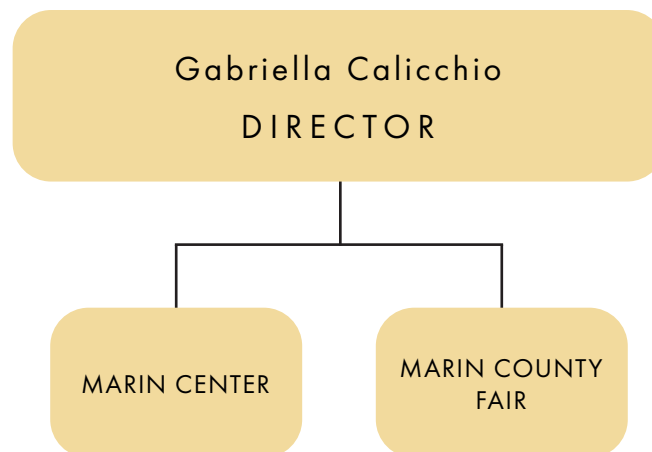 Gabriella Calicchio
DIRECTOR
MARIN CENTER
MARIN COUNTY
FAIR